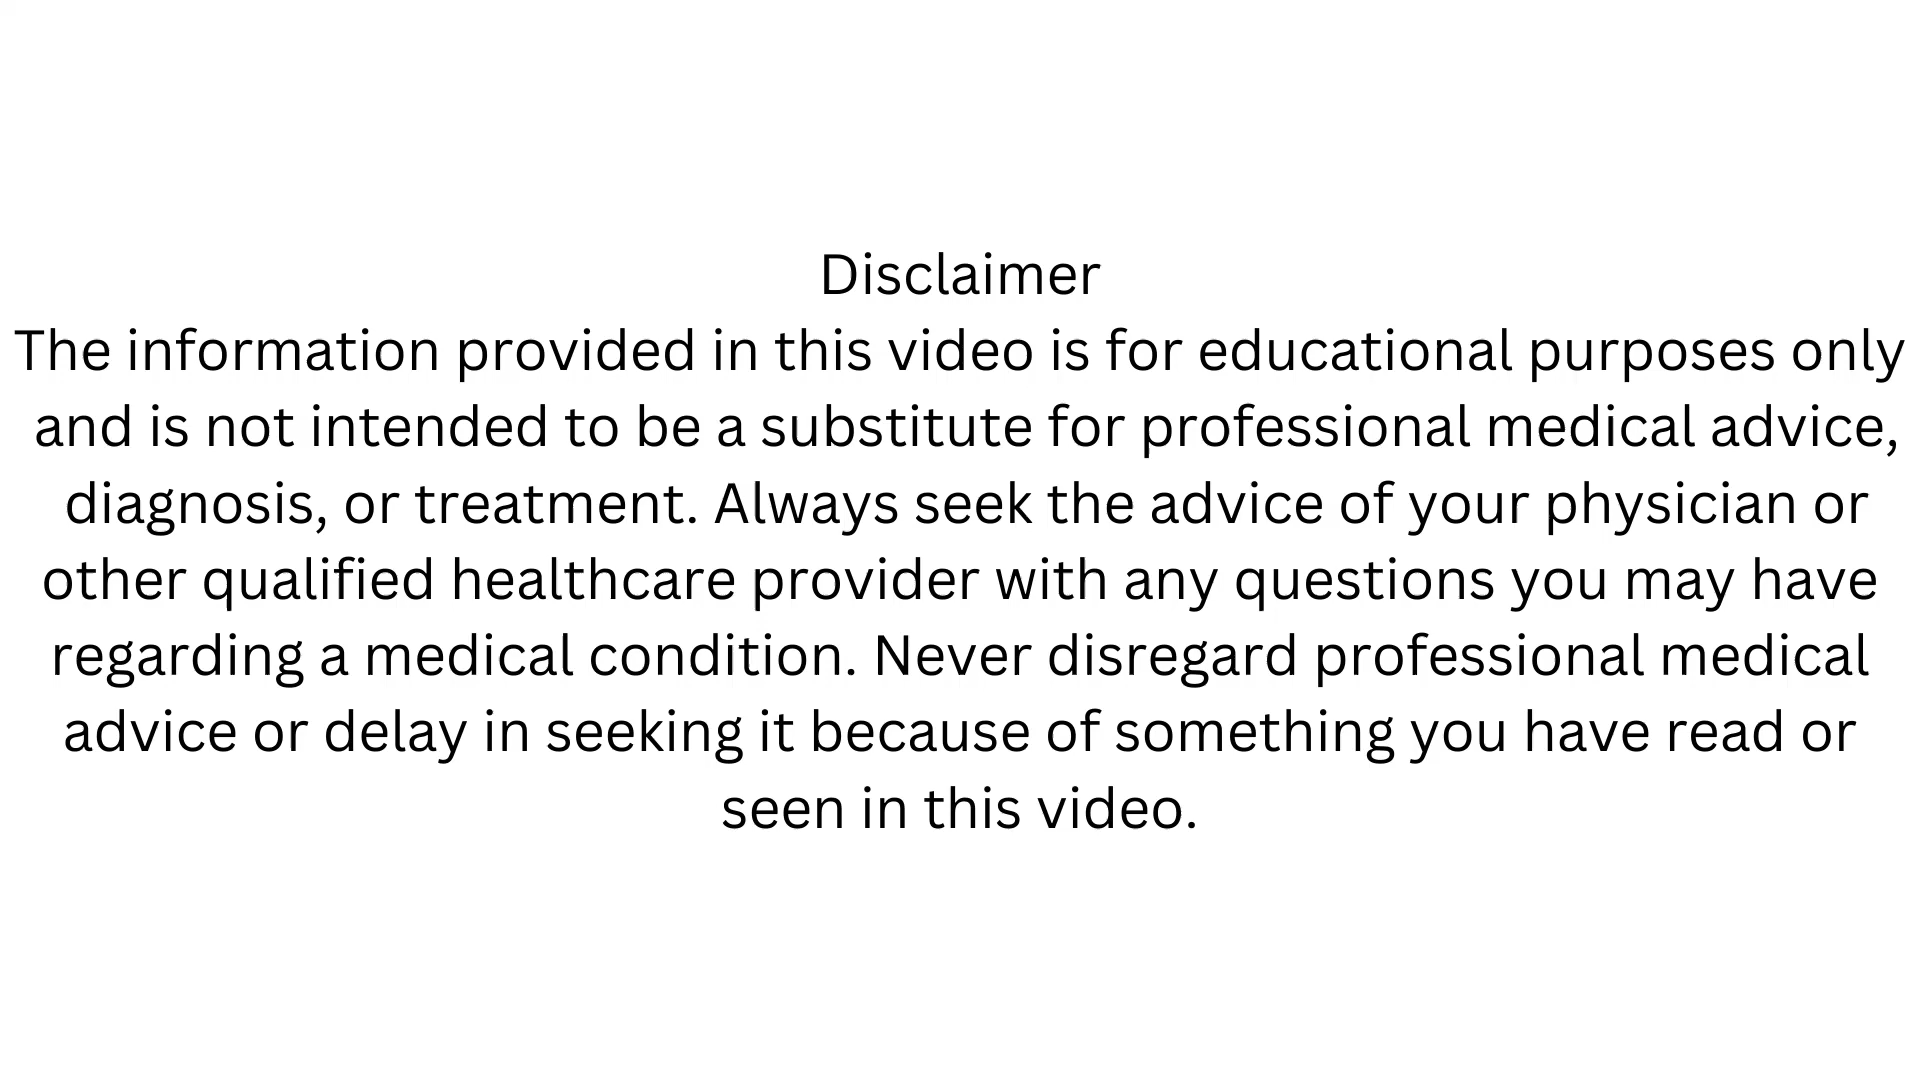 Disclaimer
The information provided in this video is for educational purposes only
and is not intended to be a substitute for professional medical advice,
diagnosis, or treatment. Always seek the advice of your physician or
other qualified healthcare provider with any questions you may have
regarding a medical condition. Never disregard professional medical
advice or delay in seeking it because of something you have read or
seen in this video.